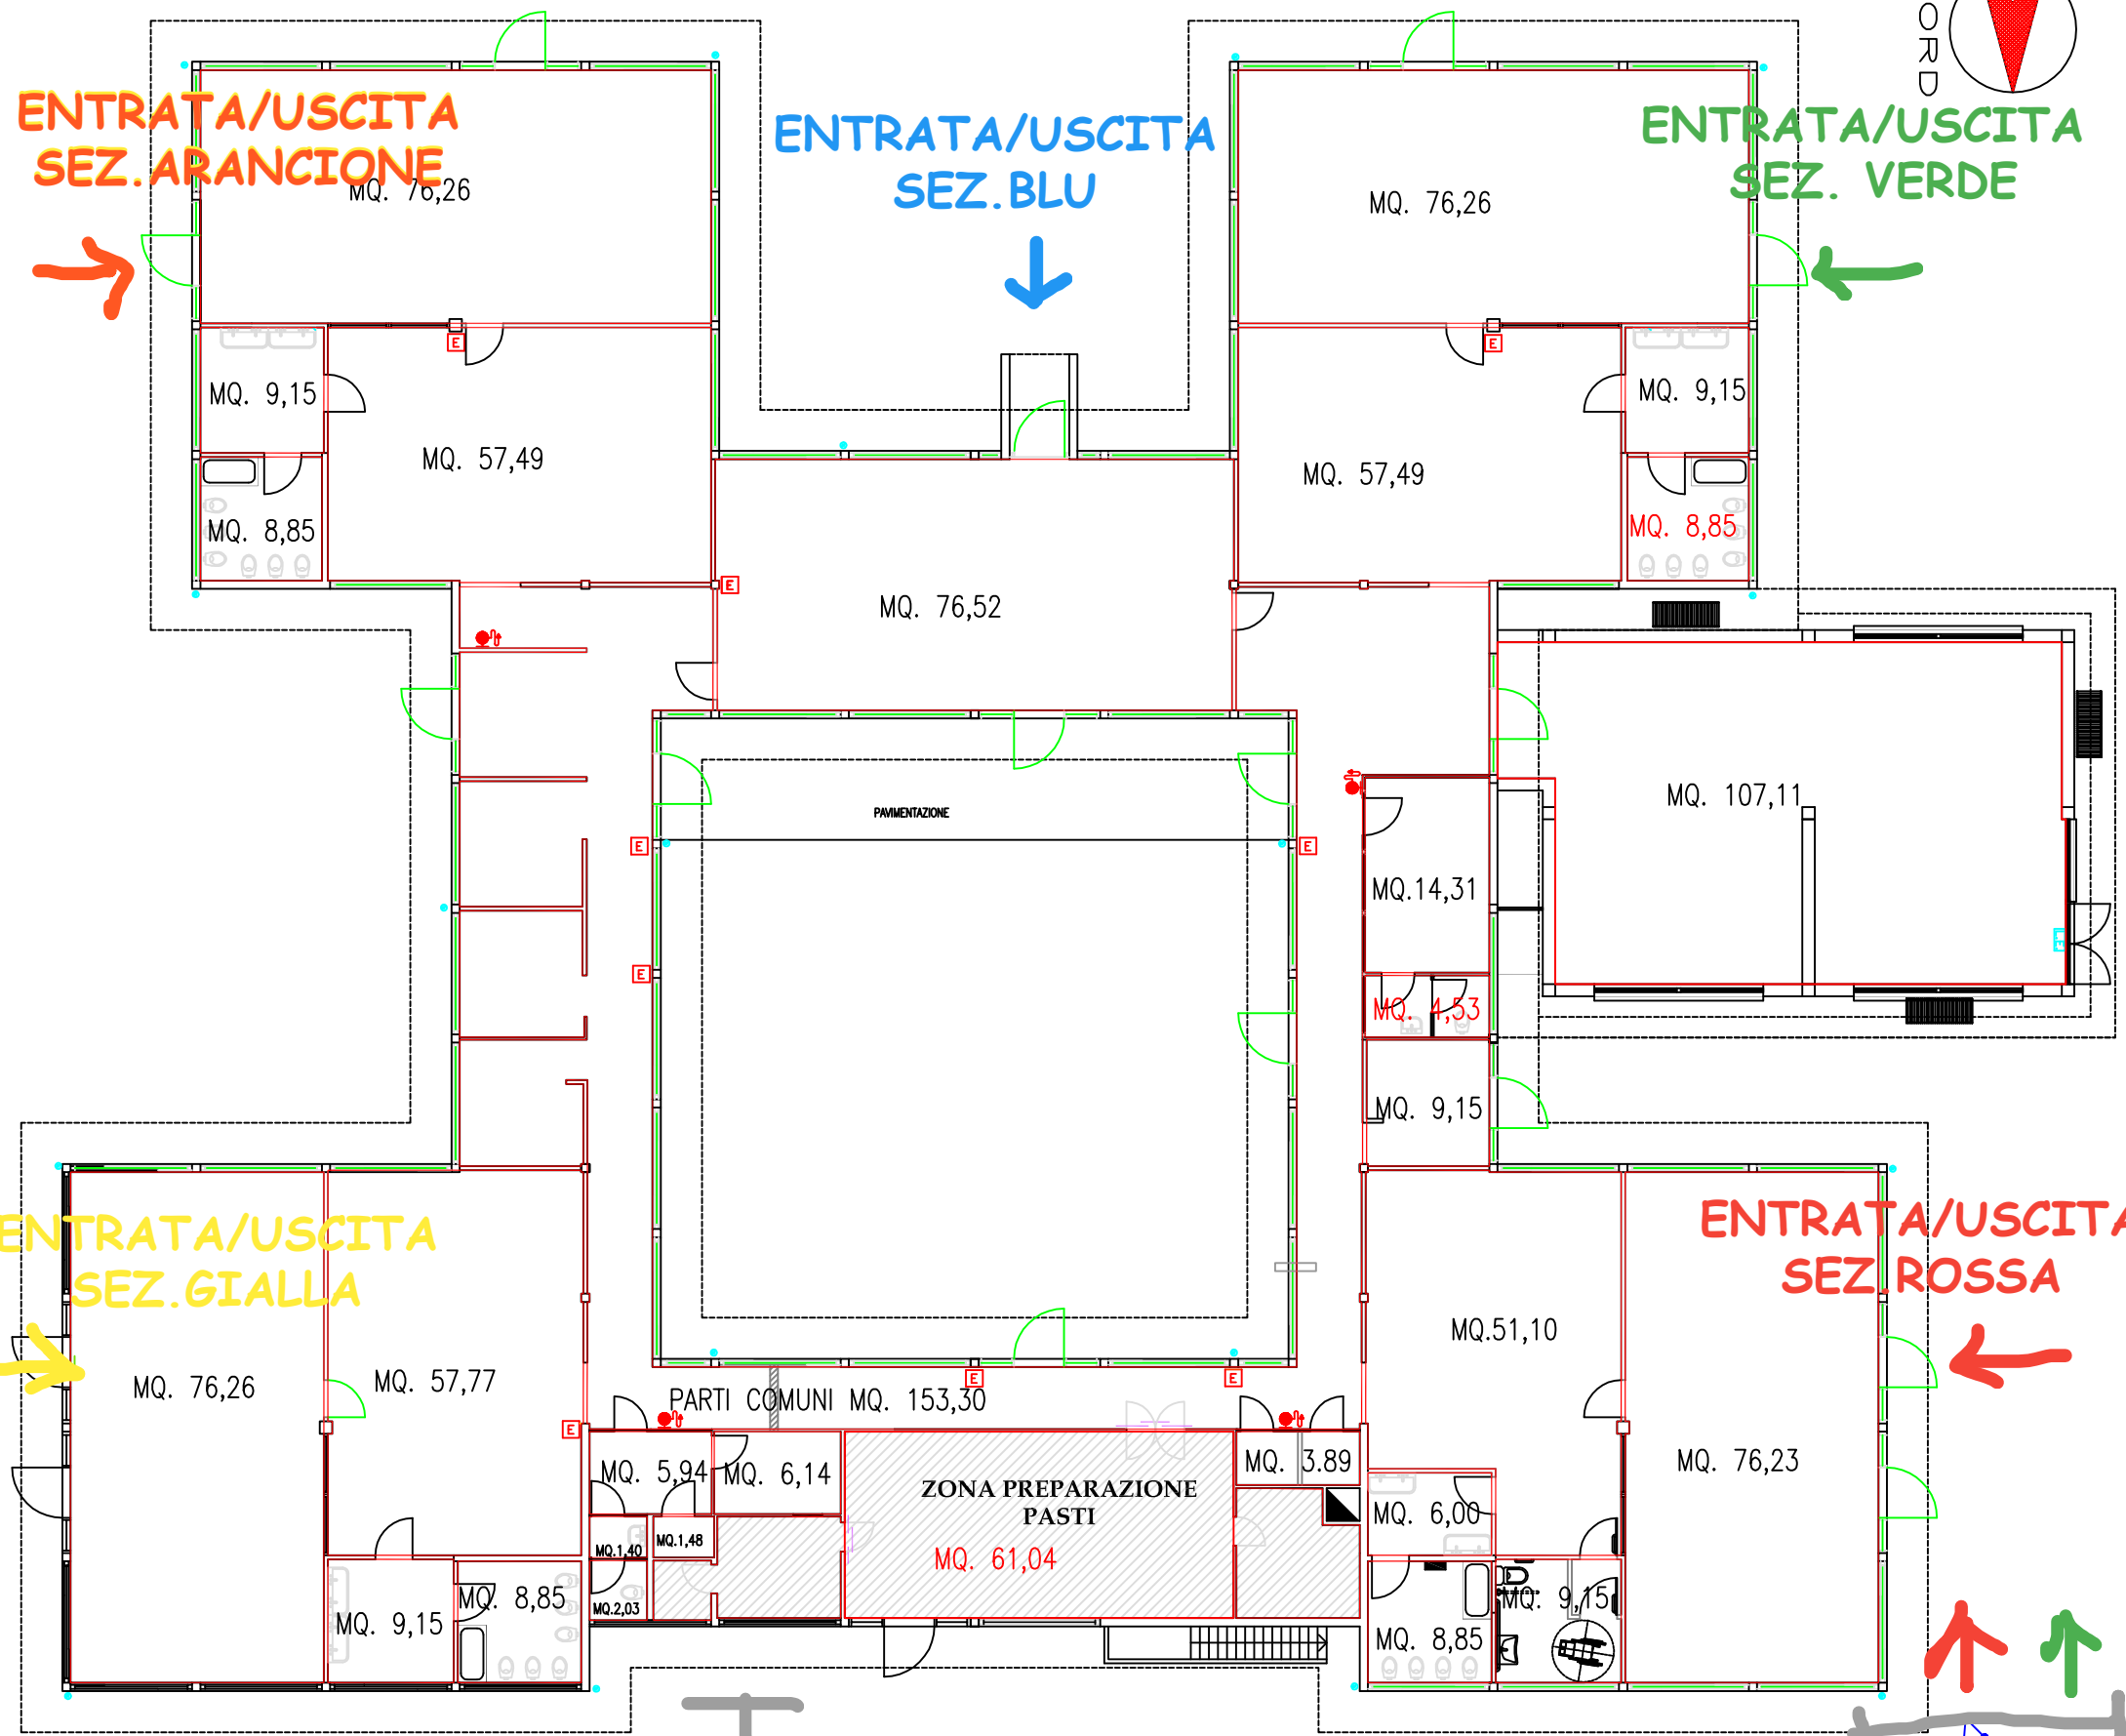 ORD
ENTRATA/USCITA
SEZ.ARANCIONE
MQ. 76,26
ENTRATA/USCITA
SEZ.BLU
MQ. 76,26
ENTRATA/USCITA
SEZ. VERDE
E
E
MQ. 9,15
MQ. 57,49
MQ. 8,85
MQ. 57,49
MQ. 9,15
MQ. 8,85
E
MQ. 76,52
MQ. 107,11
PAVIMENTAZIONE
E
E
MQ.14,31
E
MQ. 4,53
MQ. 9,15
ENTRATA/USCITA
SEZ.GIALLA
ENTRATA/USCITA
SEZ.ROSSA
MQ. 76,26
MQ. 57,77
MQ.51,10
MQ. 76,23
E
E
PARTI COMUNI MQ. 153,30
E
MQ. 5,94
MQ. 6,14
ZONA PREPARAZIONE
PASTI
MQ. 61,04
MQ. 3.89
MQ. 6,00
MQ.1,40
MQ.1,48
MQ.2,03
MQ. 9,15
MQ. 8,85
MQ. 8,85
MQ. 9,15